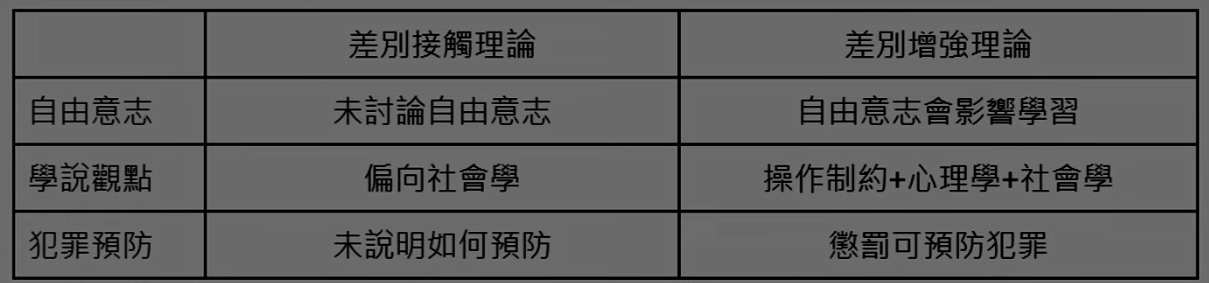 差別接觸理論 差別增強理論
自由意志 未討論自由意志 自由意志會影響學習
學說觀點 偏向社會學 操作制約+心理學+社會學
犯罪預防 未說明如何預防 懲罰可預防犯罪